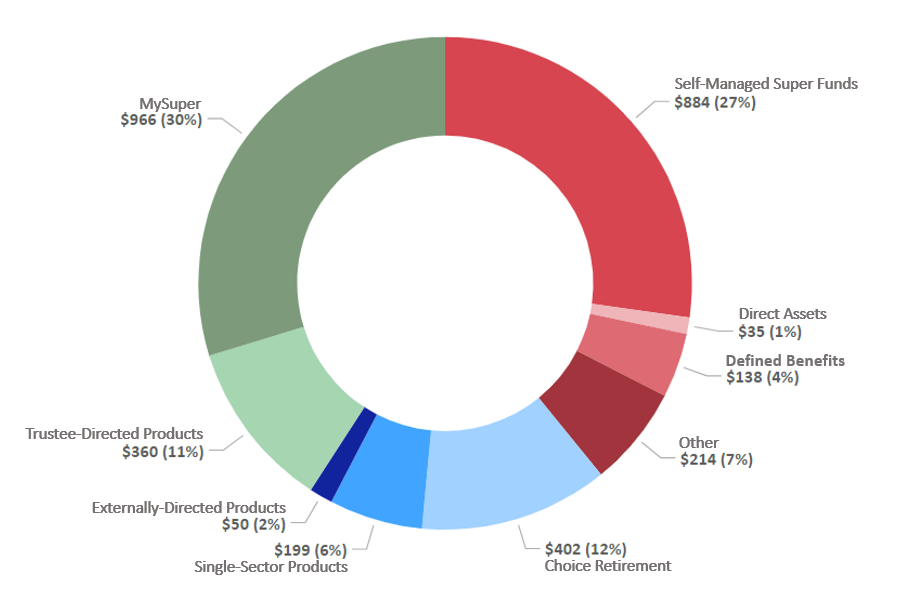 Self-Managed Super Funds
$884 (27%)
MySuper
$966 (30%)
Direct Assets
$35 (1%)
Defined Benefits
$138 (4%)
Trustee-Directed Products
$360 (11%)
Other
$214 (7%)
Externally-Directed Products
$50 (2%)
$199 (6%)
Single-Sector Products
$402 (12%)
Choice Retirement